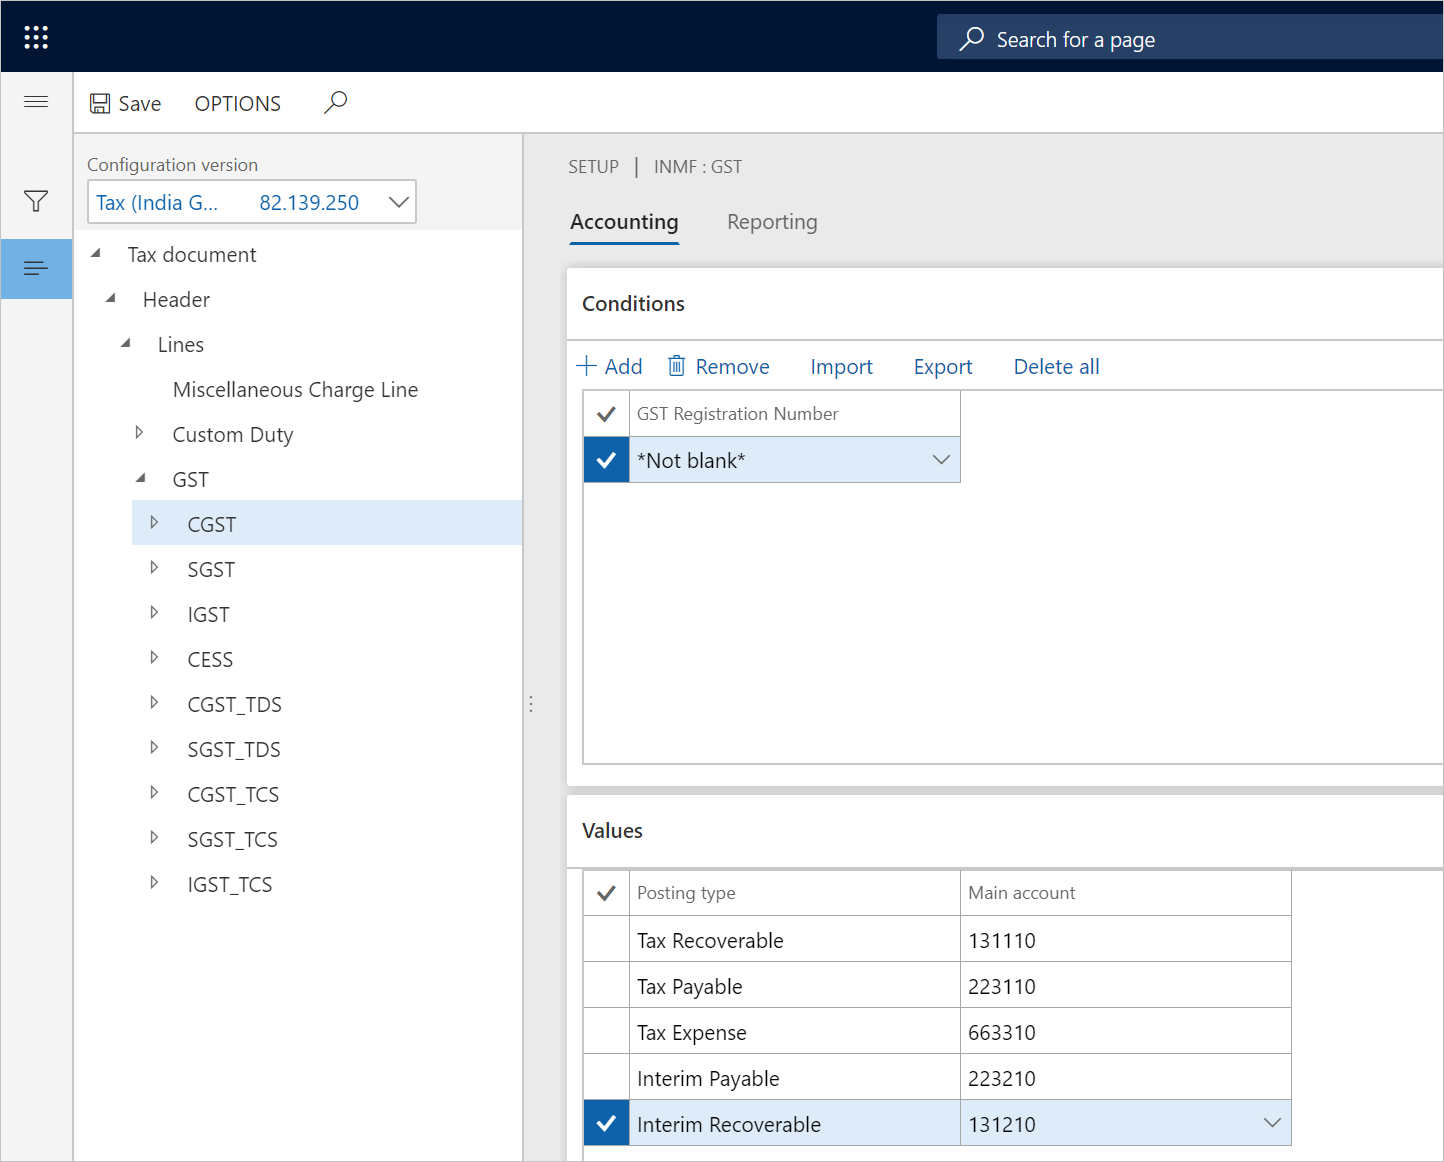 Search for a page
Save OPTIONS
Configuration version
Tax (India G... 82.139.250
Tax document
Header
Lines
Miscellaneous Charge Line
Custom Duty
GST
CGST
SGST
IGST
CESS
CGST_TDS
SGST_TDS
CGST_TCS
SGST_TCS
IGST_TCS
SETUP | INMF : GST
Accounting Reporting
Conditions
Add Remove Import Export Delete all
GST Registration Number
*Not blank*
Values
Posting type Main account
Tax Recoverable 131110
Tax Payable 223110
Tax Expense 663310
Interim Payable 223210
Interim Recoverable 131210